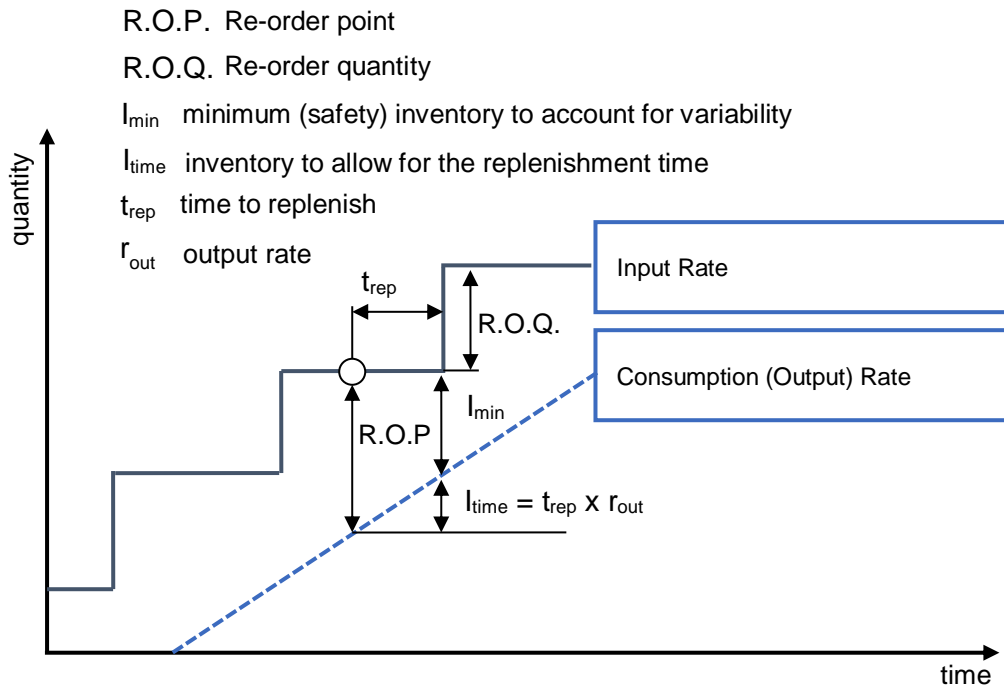 R.O.P. Re-order point
R.O.Q. Re-order quantity
Imin minimum (safety) inventory to account for variability
Itime inventory to allow for the replenishment time
trep time to replenish
rout output rate
quantity
trep
Input Rate
R.O.Q.
Consumption (Output) Rate
Imin
R.O.P
Itime = trep x rout
time